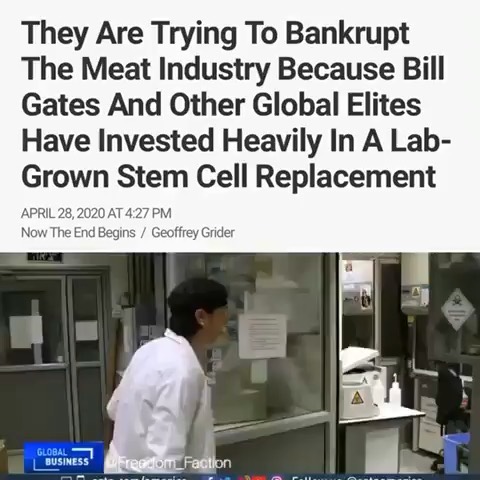 They Are Trying To Bankrupt
The Meat Industry Because Bill
Gates And Other Global Elites
Have Invested Heavily In A Lab-
Grown Stem Cell Replacement
APRIL 28, 2020 AT 4:27 PM
Now The End Begins / Geoffrey Grider
GLOBAL
BUSINESS
@Freedom_Faction